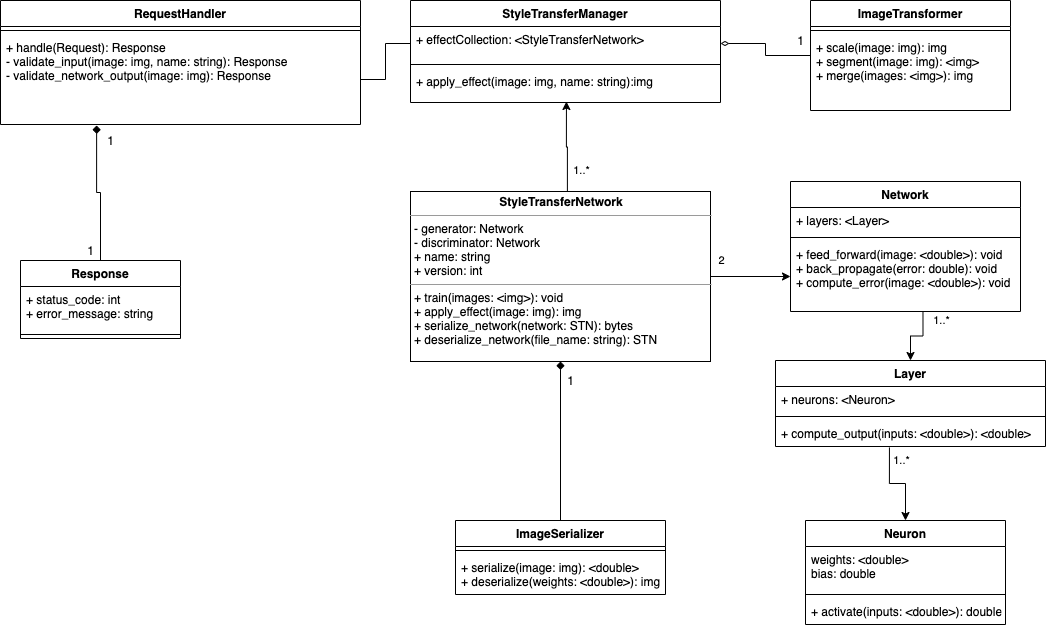 RequestHandler
+ handle(Request): Response
- validate_input(image: img, name: string): Response
- validate_network_output(image: img): Response
StyleTransferManager
+ effectCollection: <StyleTransferNetwork>
+ apply_effect(image: img, name: string):img
ImageTransformer
+ scale(image: img): img
+ segment(image: img): <img>
+ merge(images: <img>): img
1
1
1
1..*
Response
+ status_code: int
+ error_message: string
StyleTransferNetwork
- generator: Network
- discriminator: Network
+ name: string
+ version: int
+ train(images: <img>): void
+ apply_effect(image: img): img
+ serialize_network(network: STN): bytes
+ deserialize_network(file_name: string): STN
2
Network
+ layers: <Layer>
+ feed_forward(image: <double>): void
+ back_propagate(error: double): void
+ compute_error(image: <double>): void
1..*
Layer
+ neurons: <Neuron>
+ compute_output(inputs: <double>): <double>
1
1..*
ImageSerializer
+ serialize(image: img): <double>
+ deserialize(weights: <double>): img
Neuron
weights: <double>
bias: double
+ activate(inputs: <double>): double